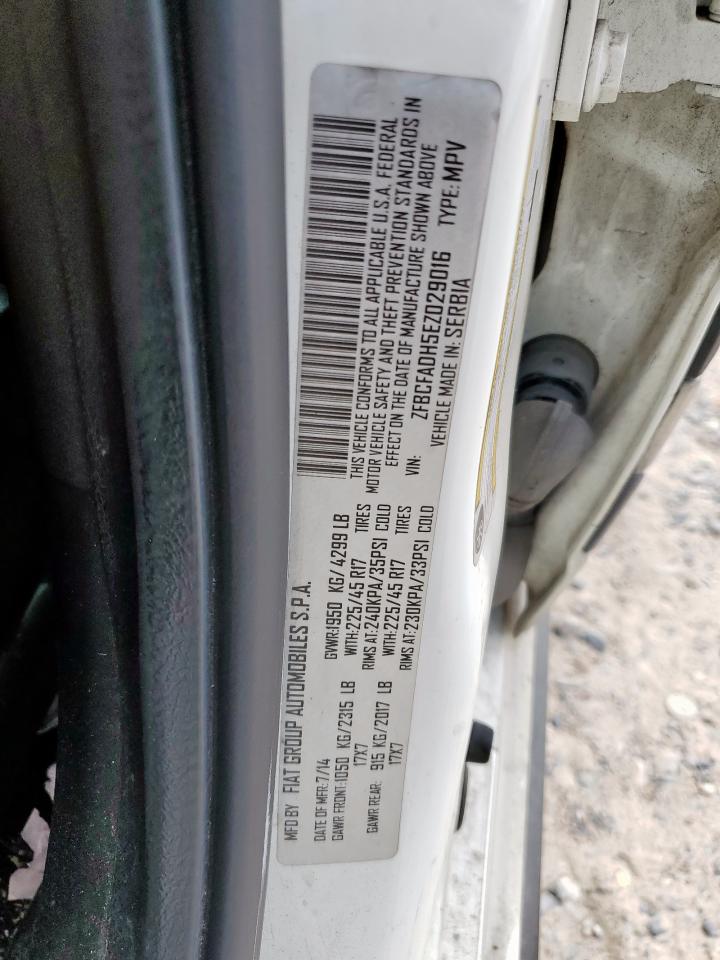 MFD BY FIAT GROUP AUTOMOBILES S.P.A.
DATE OF MFR:7/14 GVWR:1950 KG/ 4299 LB
GAWR FRONT:1050 KG/2315 LB WITH:225/45 R17 TIRES
17X7 RIMS AT:240KPA/35PSI COLD
GAWR REAR: 915 KG/2017 LB WITH:225/45 R17 TIRES
17X7 RIMS AT:230KPA/33PSI COLD
THIS VEHICLE CONFORMS TO ALL APPLICABLE U.S.A. FEDERAL
MOTOR VEHICLE SAFETY AND THEFT PREVENTION STANDARDS IN
EFFECT ON THE DATE OF MANUFACTURE SHOWN ABOVE
VIN: ZFBCFADH5EZ029016 TYPE: MPV
VEHICLE MADE IN: SERBIA